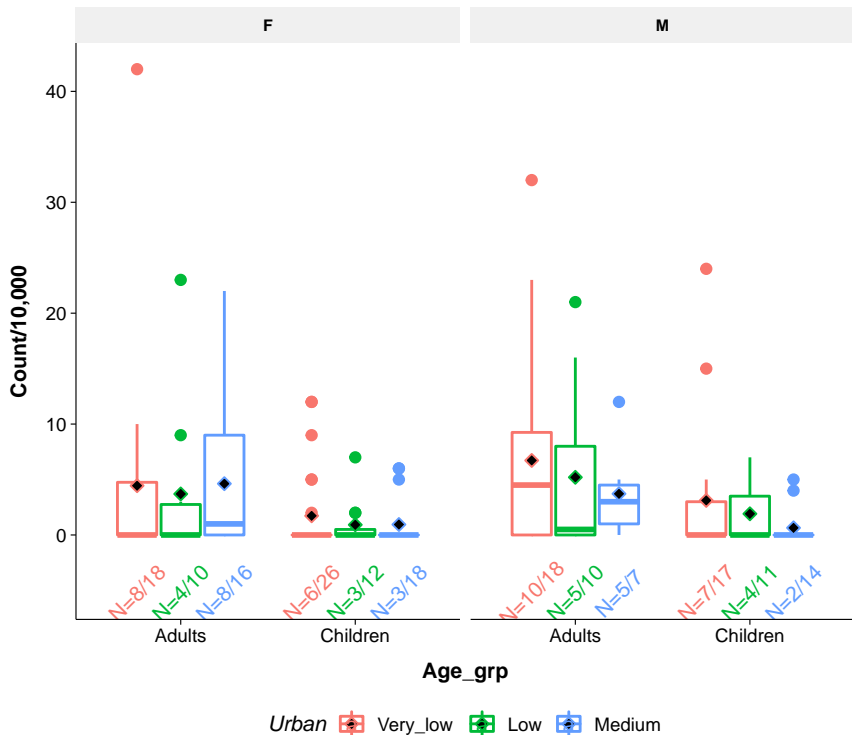 F
M
Count/10,000
40
30
20
10
0
N=8/18
N=4/10
N=8/16
N=6/26
N=3/12
N=3/18
N=10/18
N=5/10
N=5/7
N=7/17
N=4/11
N=2/14
Adults
Children
Adults
Children
Age_grp
Urban Very_low Low Medium